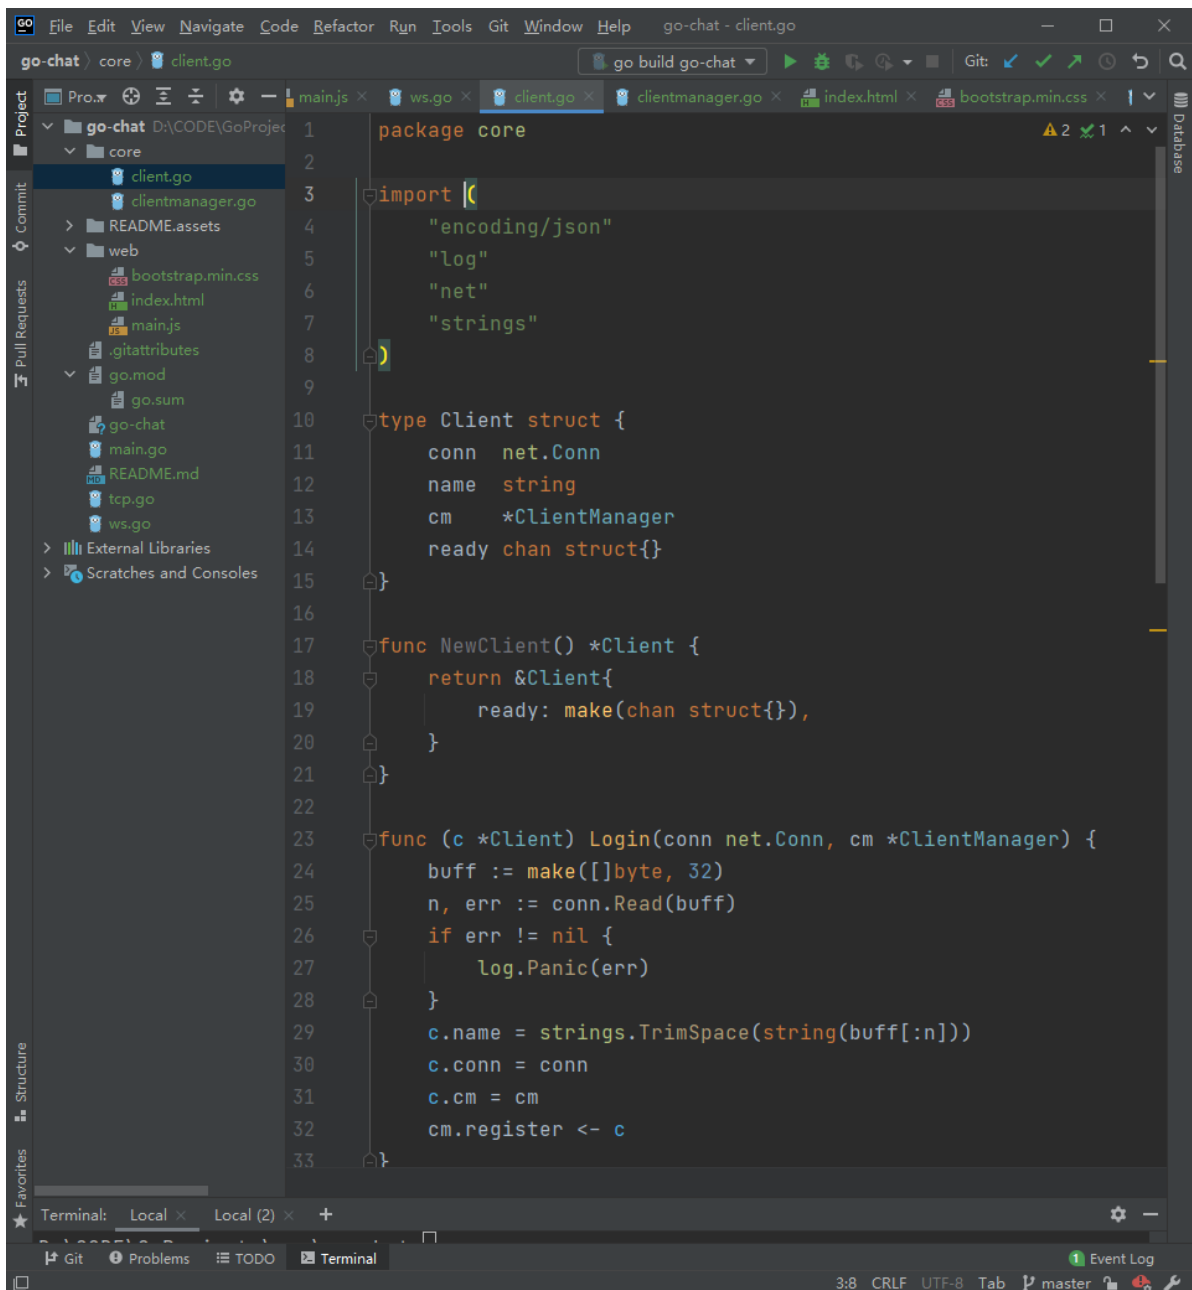 GO File Edit View Navigate Code Refactor Run Tools Git Window Help go-chat - client.go
go-chat core client.go go build go-chat Git:
Project Pro... main.js ws.go client.go clientmanager.go index.html bootstrap.min.css
go-chat D:\CODE\GoProjec
core
client.go
clientmanager.go
README.assets
web
bootstrap.min.css
index.html
main.js
.gitattributes
go.mod
go.sum
go-chat
main.go
README.md
tcp.go
ws.go
External Libraries
Scratches and Consoles
Commit
Pull Requests
Structure
Favorites
Database
2 1
1 package core
2
3 import (
4 "encoding/json"
5 "log"
6 "net"
7 "strings"
8 )
9
10 type Client struct {
11 conn net.Conn
12 name string
13 cm *ClientManager
14 ready chan struct{}
15 }
16
17 func NewClient() *Client {
18 return &Client{
19 ready: make(chan struct{}),
20 }
21 }
22
23 func (c *Client) Login(conn net.Conn, cm *ClientManager) {
24 buff := make([]byte, 32)
25 n, err := conn.Read(buff)
26 if err != nil {
27 log.Panic(err)
28 }
29 c.name = strings.TrimSpace(string(buff[:n]))
30 c.conn = conn
31 c.cm = cm
32 cm.register <- c
33 }
Terminal: Local Local (2) +
Git Problems TODO Terminal 1 Event Log
3:8 CRLF UTF-8 Tab master